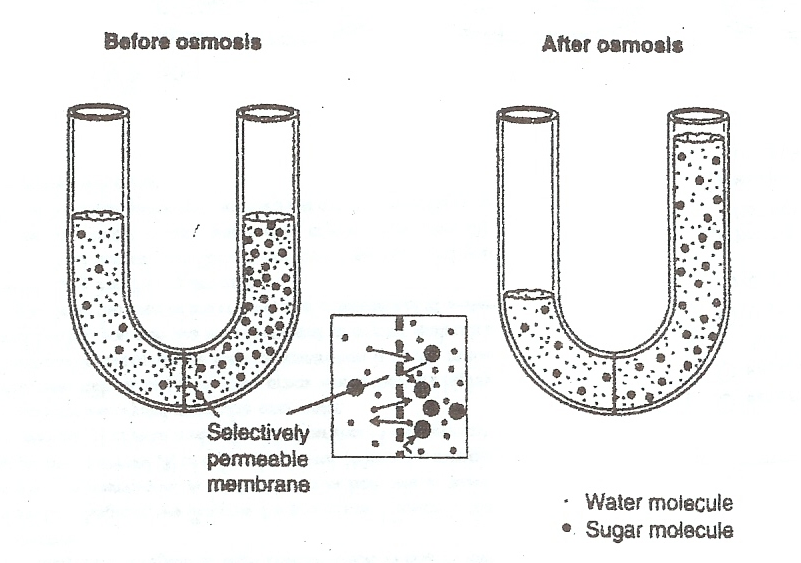 Before osmosis
After osmosis
Selectively
permeable
membrane
Water molecule
Sugar molecule